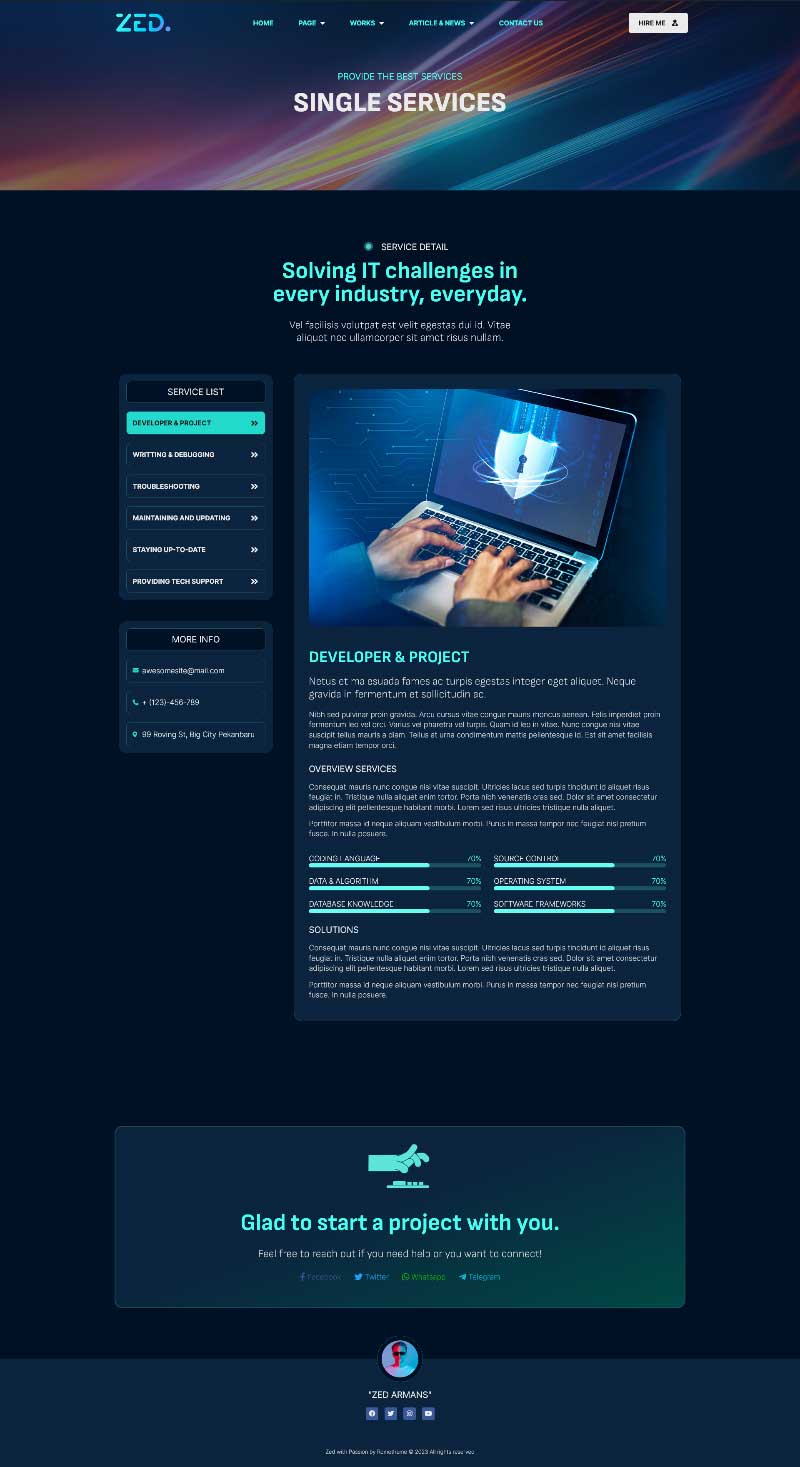 ZED.
HOME
PAGE
WORKS
ARTICLE & NEWS
CONTACT US
HIRE ME
PROVIDE THE BEST SERVICES
SINGLE SERVICES
SERVICE DETAIL
Solving IT challenges in
every industry, everyday.
Vel facilisis volutpat est velit egestas dui id. Vitae
aliquet nec ullamcorper sit amet risus nullam.
SERVICE LIST
DEVELOPER & PROJECT
WRITTING & DEBUGGING
TROUBLESHOOTING
MAINTAINING AND UPDATING
STAYING UP-TO-DATE
PROVIDING TECH SUPPORT
MORE INFO
awesomesite@mail.com
+ (123)-456-789
99 Roving St, Big City Pekanbaru
DEVELOPER & PROJECT
Netus et ma asuada fames ac turpis egestas integer eget aliquet. Neque
gravida in fermentum et sollicitudin ac.
Nibh sed pulvinar proin gravida. Arcu cursus vitae congue mauris rhoncus aenean. Felis imperdiet proin
fermentum leo vel orci. Varius vel pharetra vel turpis. Quam id leo in vitae. Nunc congue nisi vitae
suscipit tellus mauris a diam. Tellus at urna condimentum mattis pellentesque id. Est sit amet facilisis
magna etiam tempor orci.
OVERVIEW SERVICES
Consequat mauris nunc congue nisi vitae suscipit. Ultricies lacus sed turpis tincidunt id aliquet risus
feugiat in. Tristique nulla aliquet enim tortor. Porta nibh venenatis cras sed. Dolor sit amet consectetur
adipiscing elit pellentesque habitant morbi. Lorem sed risus ultricies tristique nulla aliquet.
Porttitor massa id neque aliquam vestibulum morbi. Purus in massa tempor nec feugiat nisl pretium
fusce. In nulla posuere.
CODING LANGUAGE 70%
SOURCE CONTROL 70%
DATA & ALGORITHM 70%
OPERATING SYSTEM 70%
DATABASE KNOWLEDGE 70%
SOFTWARE FRAMEWORKS 70%
SOLUTIONS
Consequat mauris nunc congue nisi vitae suscipit. Ultricies lacus sed turpis tincidunt id aliquet risus
feugiat in. Tristique nulla aliquet enim tortor. Porta nibh venenatis cras sed. Dolor sit amet consectetur
adipiscing elit pellentesque habitant morbi. Lorem sed risus ultricies tristique nulla aliquet.
Porttitor massa id neque aliquam vestibulum morbi. Purus in massa tempor nec feugiat nisl pretium
fusce. In nulla posuere.
Glad to start a project with you.
Feel free to reach out if you need help or you want to connect!
Facebook
Twitter
Whatsapp
Telegram
"ZED ARMANS"
Zed with Passion by Rometheme © 2023 All rights reserved